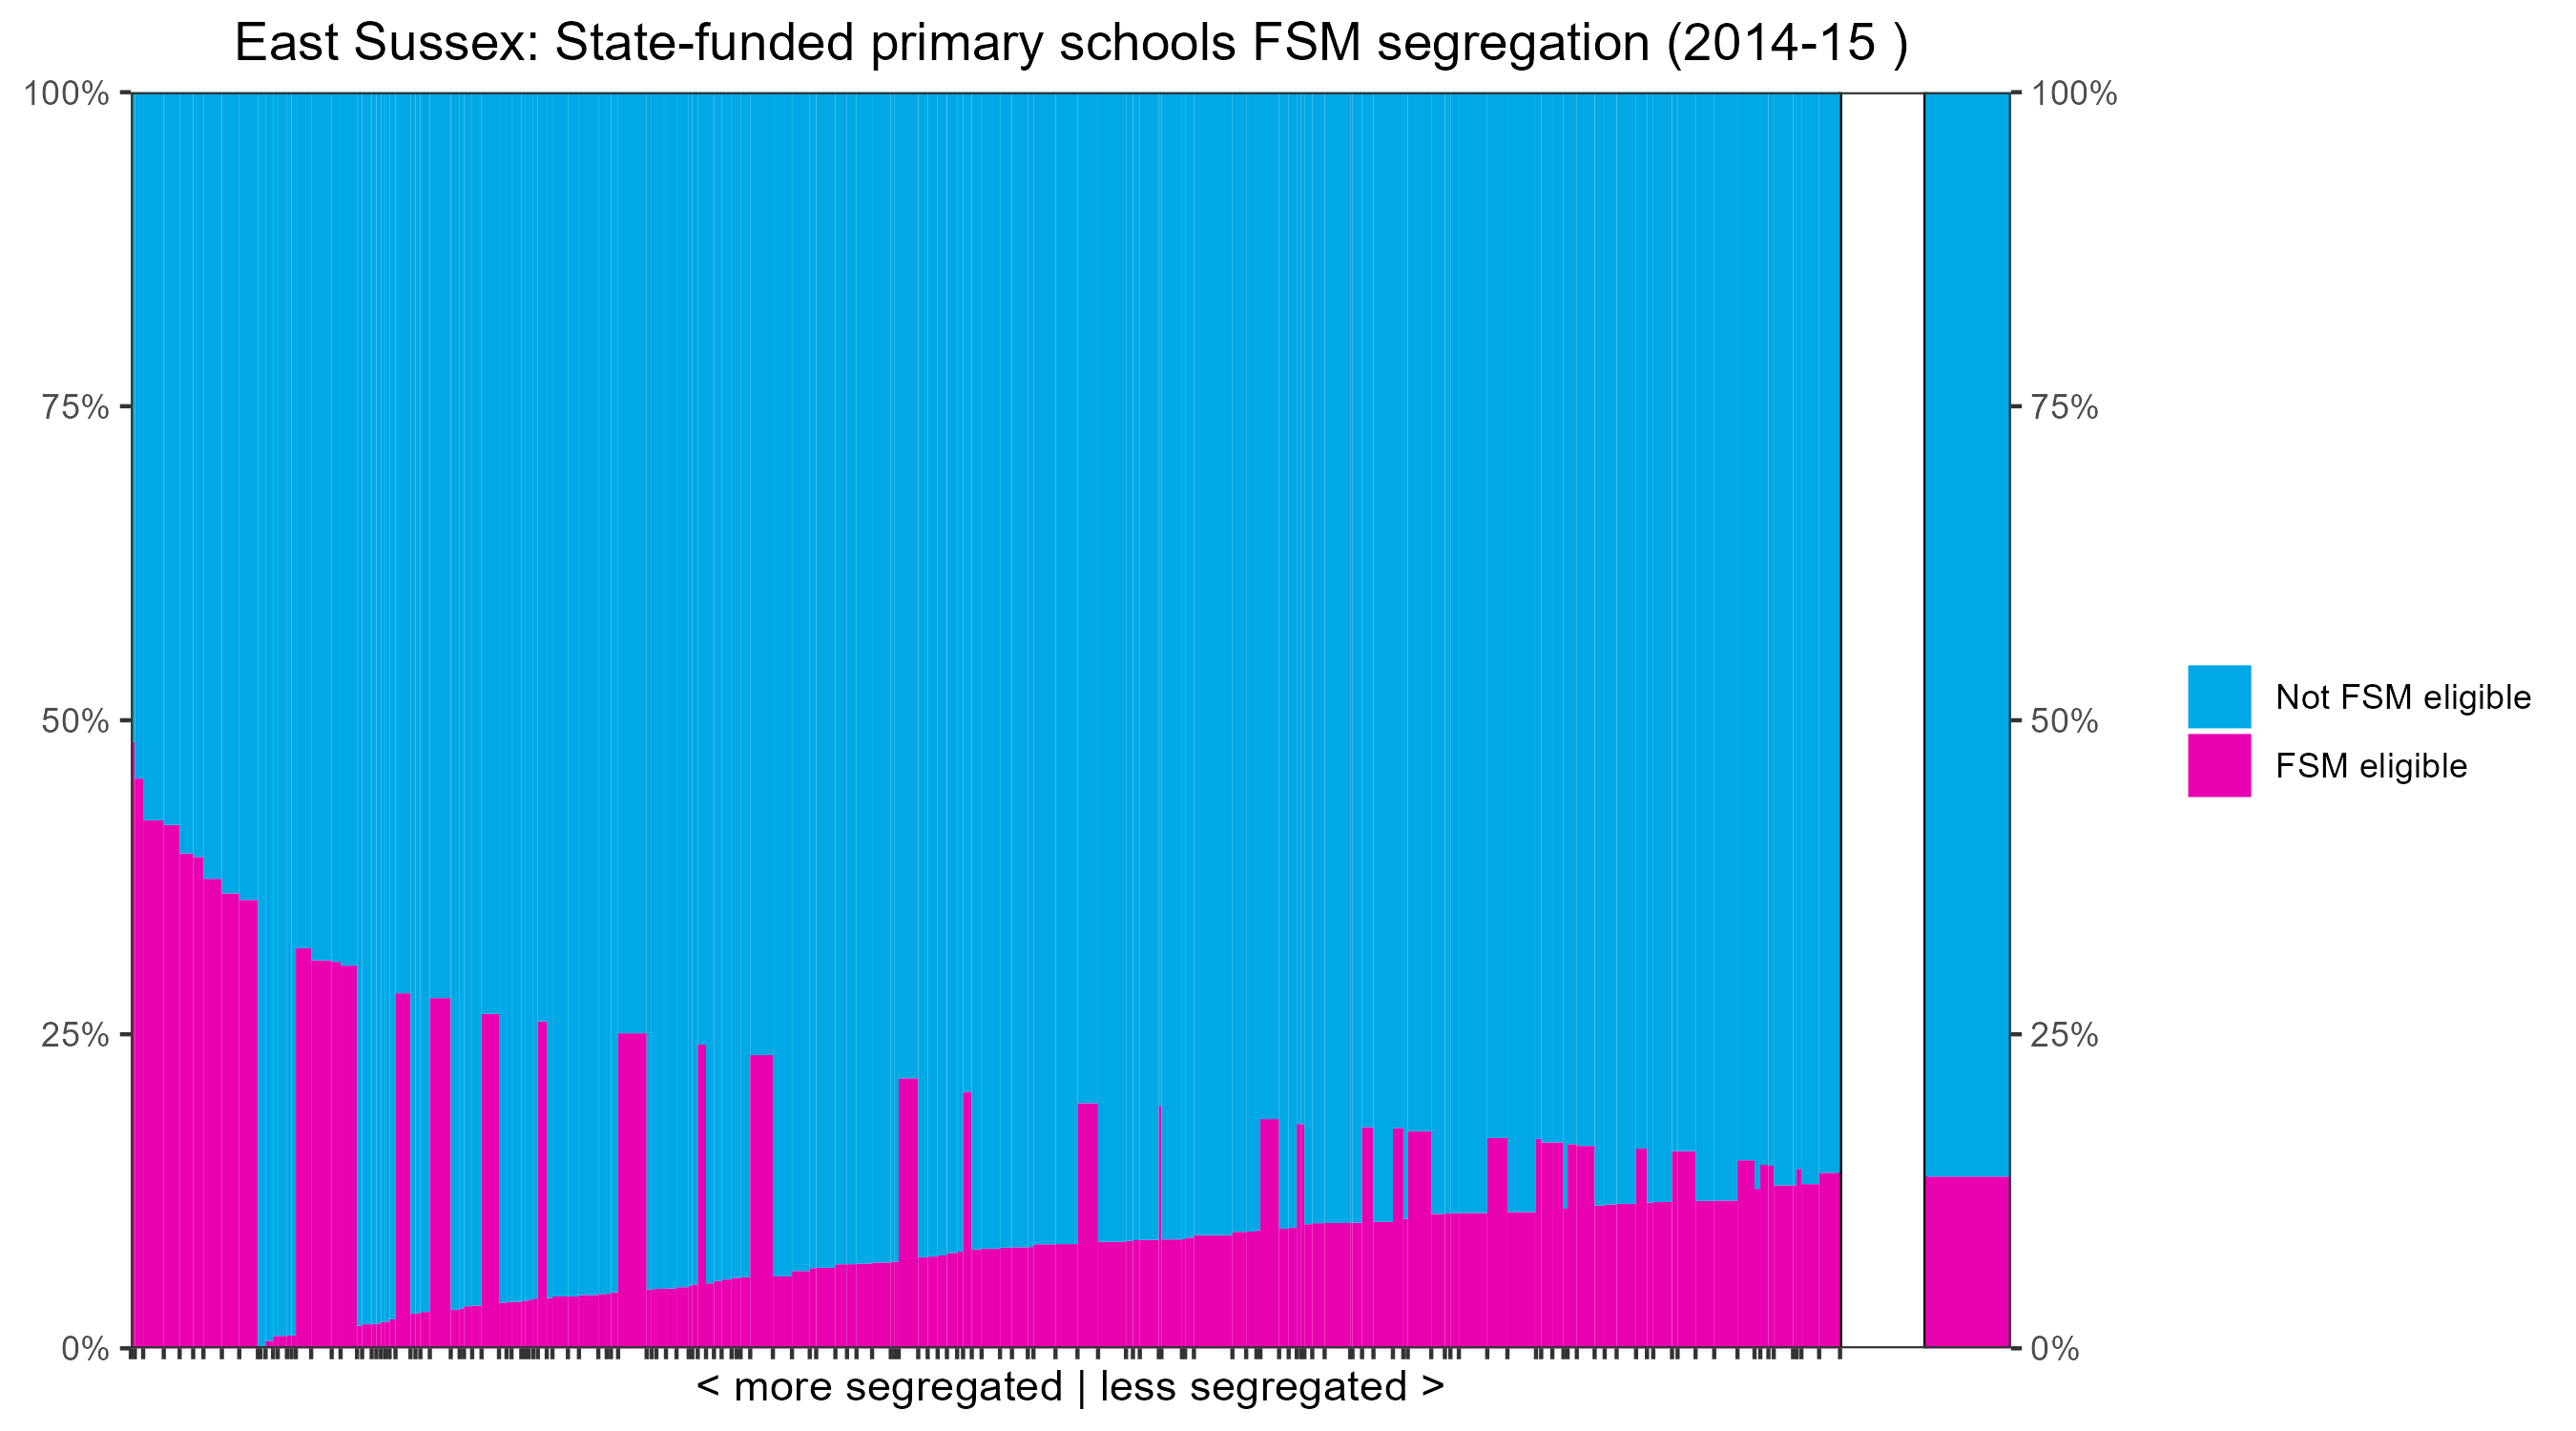 East Sussex: State-funded primary schools FSM segregation (2014-15 )
100%
75%
50%
25%
0%
100%
75%
50%
25%
0%
Not FSM eligible
FSM eligible
< more segregated | less segregated >